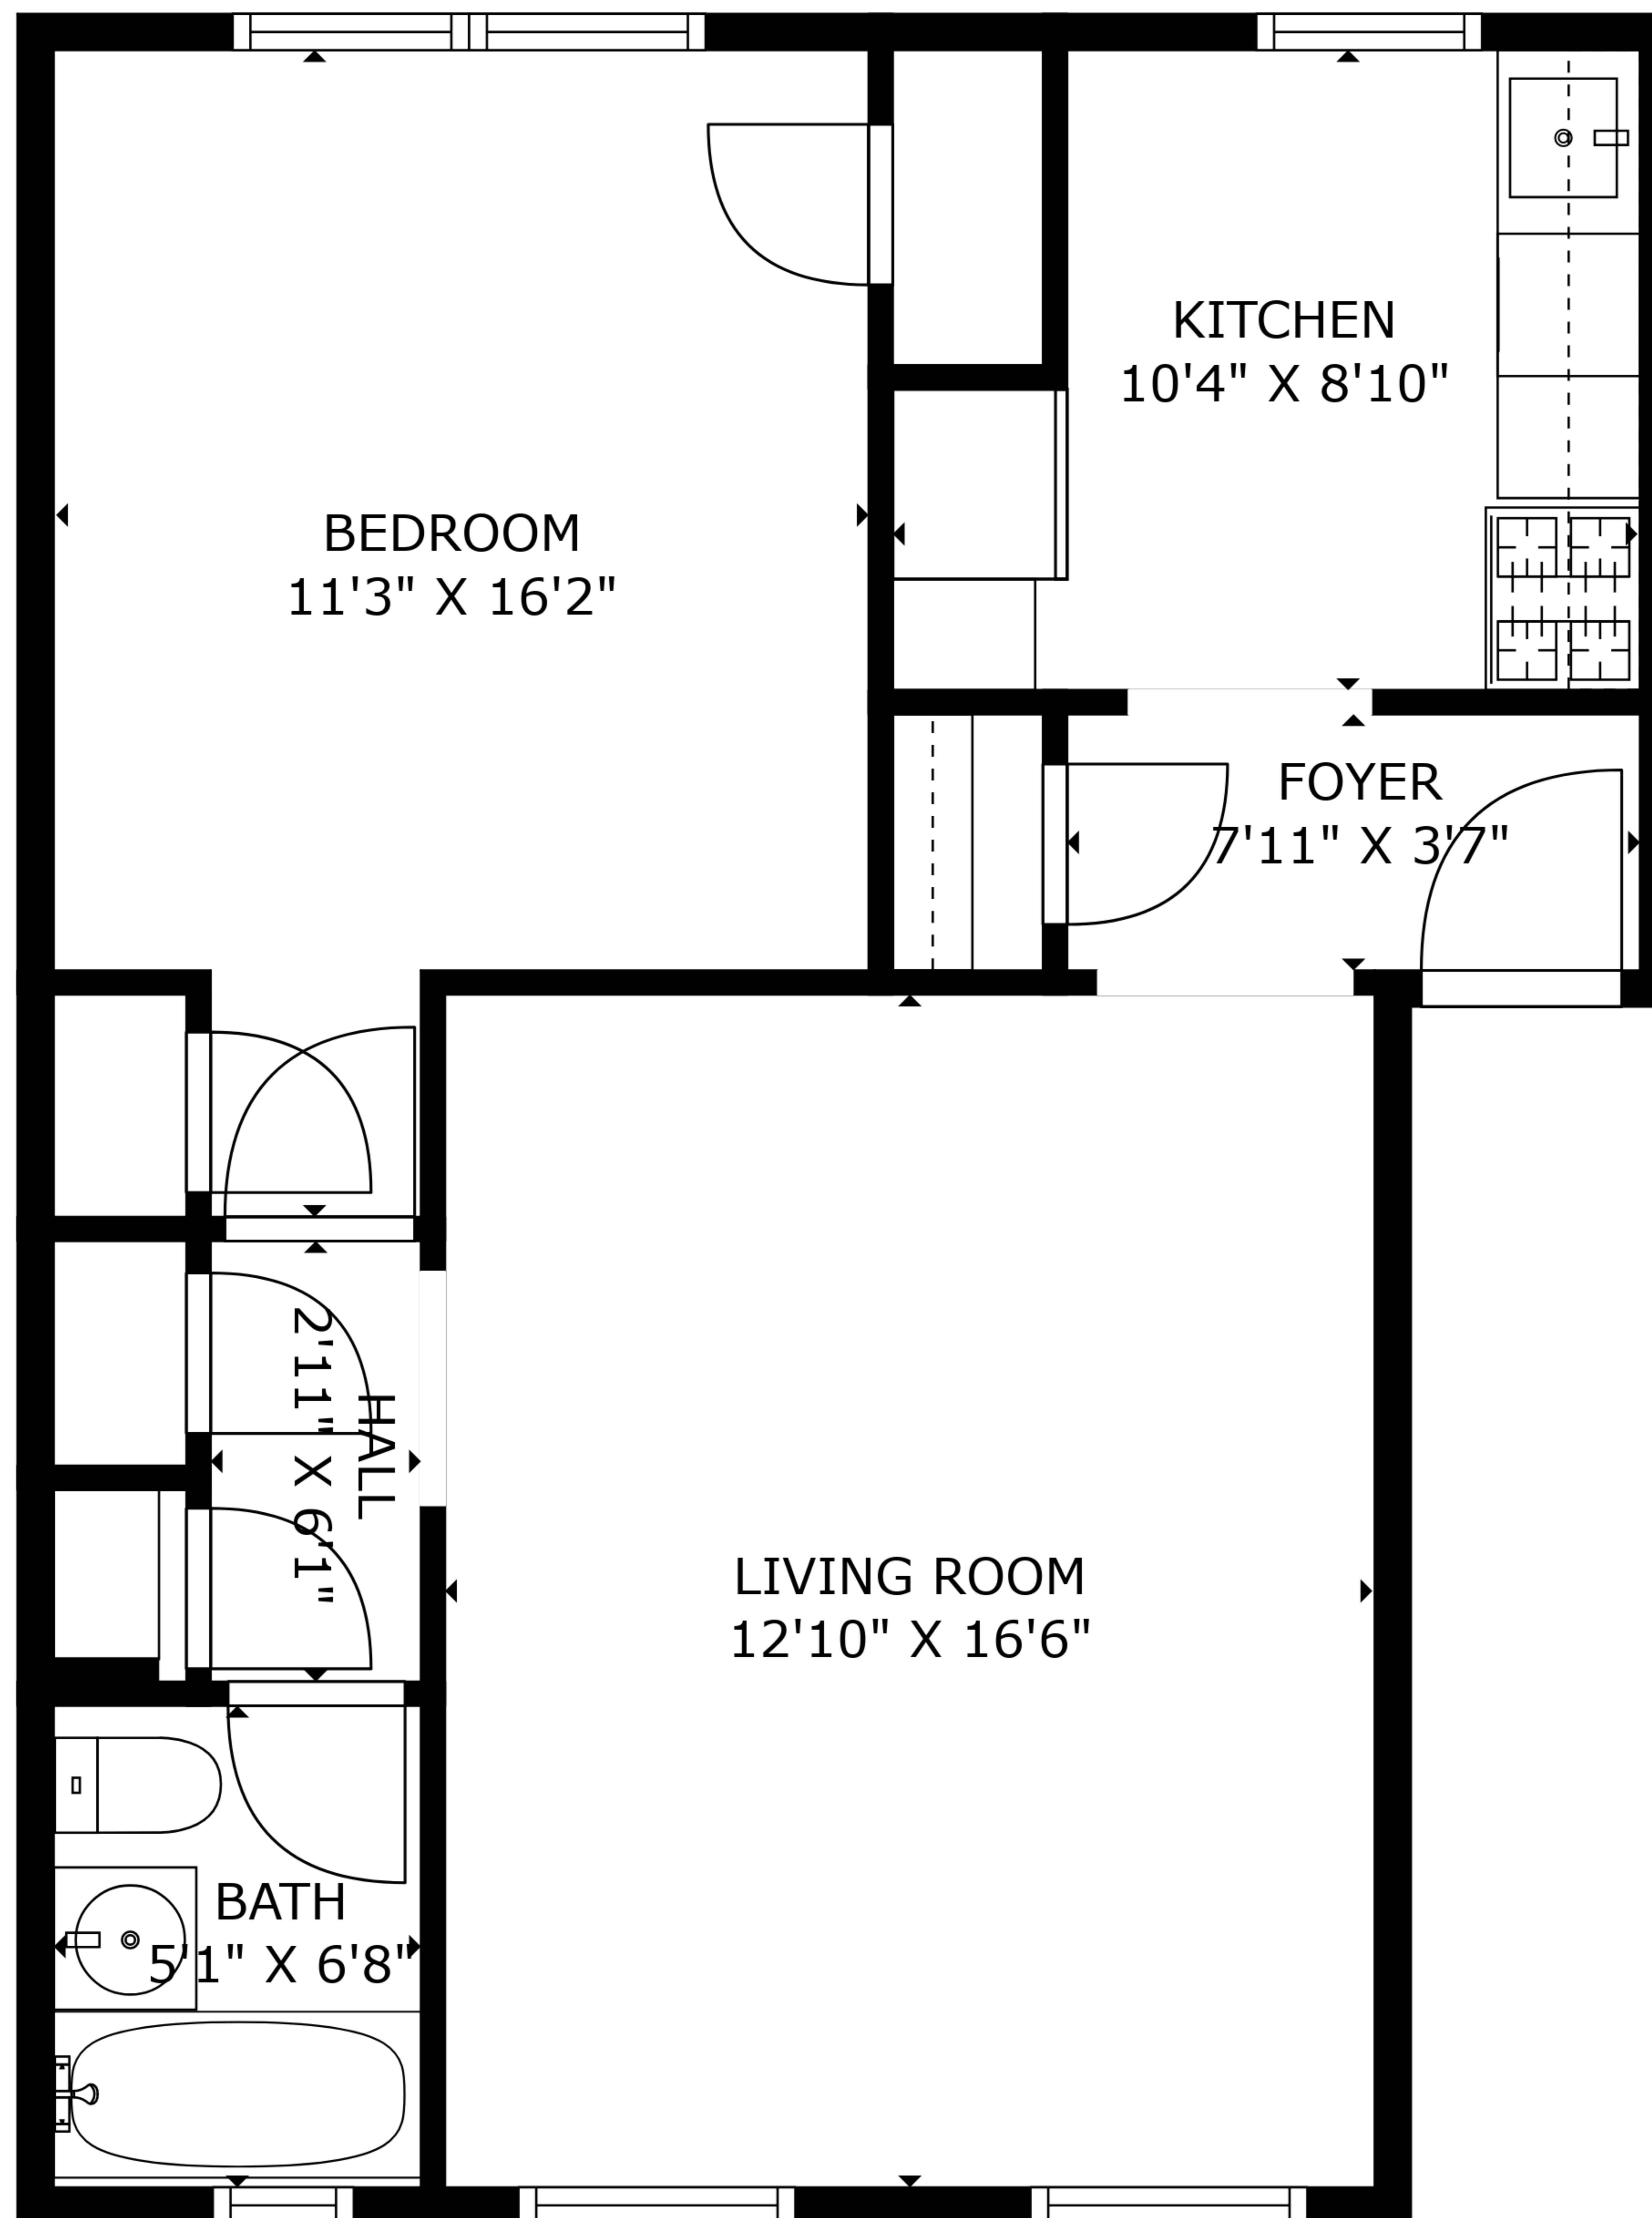 KITCHEN
10'4" X 8'10"
BEDROOM
11'3" X 16'2"
FOYER
7'11" X 3'7"
HALL
2'11" X 6'1"
LIVING ROOM
12'10" X 16'6"
BATH
5'1" X 6'8"